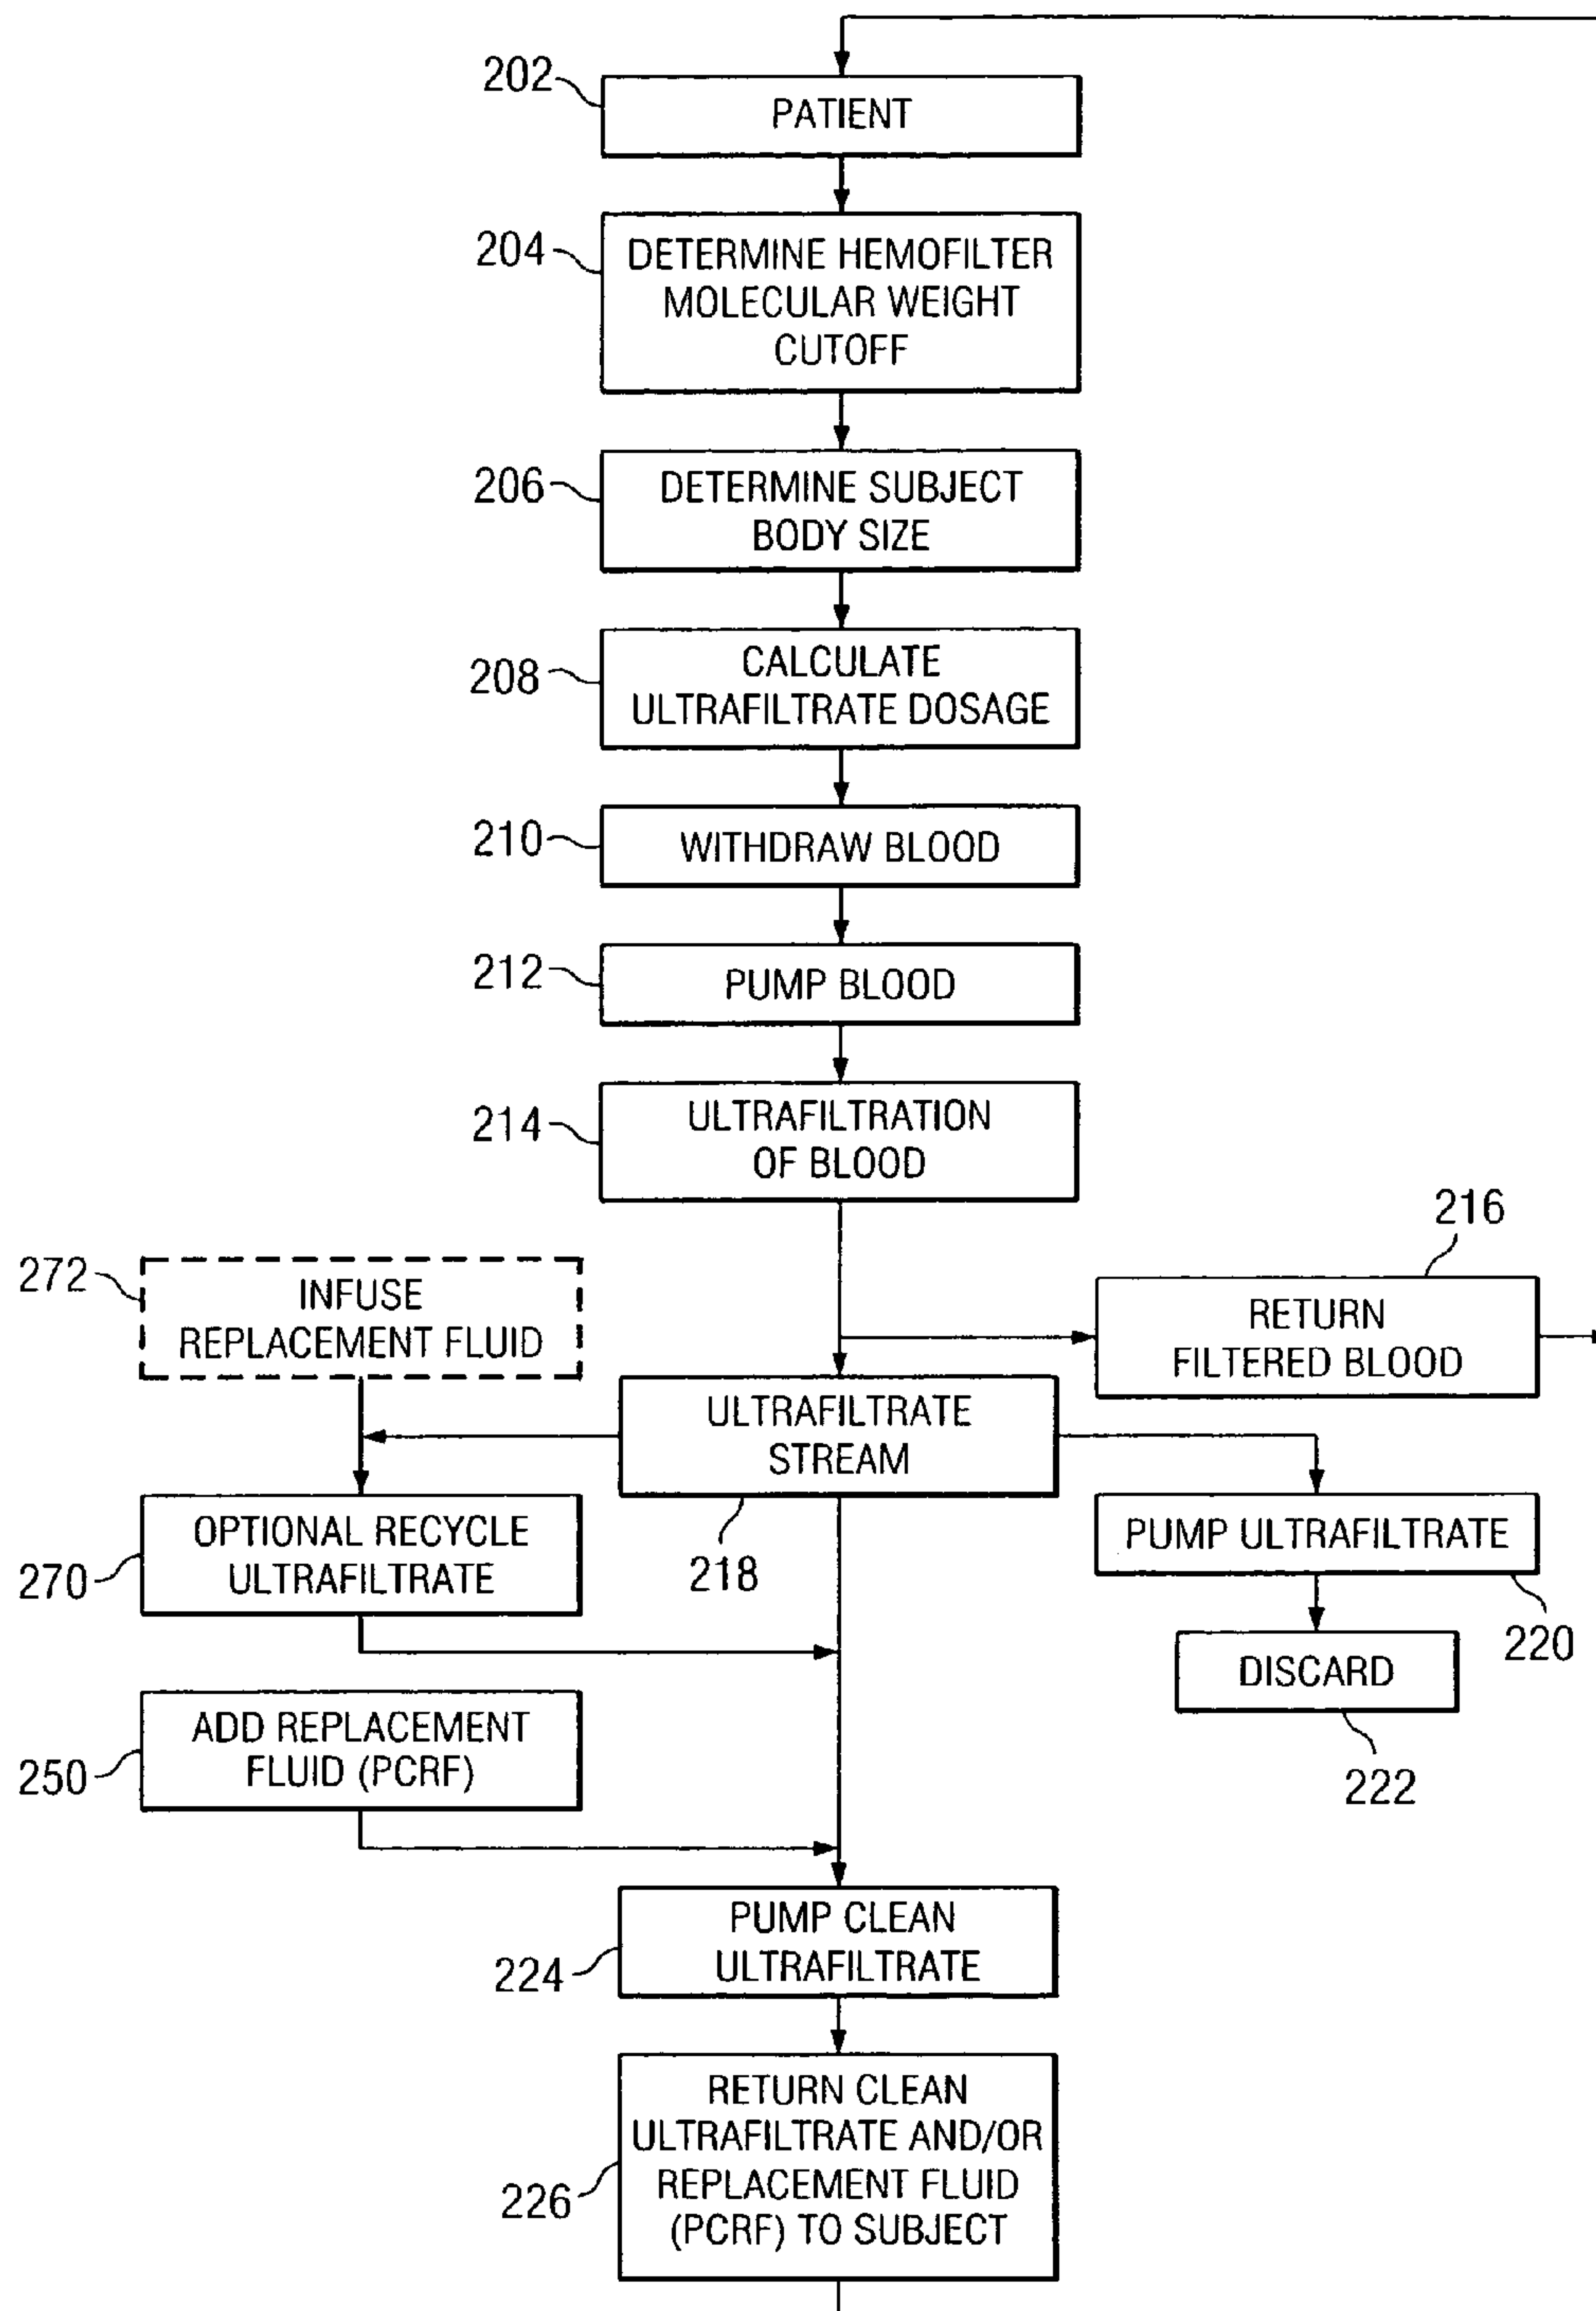 202
PATIENT
204
DETERMINE HEMOFILTER
MOLECULAR WEIGHT
CUTOFF
206
DETERMINE SUBJECT
BODY SIZE
208
CALCULATE
ULTRAFILTRATE DOSAGE
210
WITHDRAW BLOOD
212
PUMP BLOOD
214
ULTRAFILTRATION
OF BLOOD
216
RETURN
FILTERED BLOOD
272
INFUSE
REPLACEMENT FLUID
ULTRAFILTRATE
STREAM
218
270
OPTIONAL RECYCLE
ULTRAFILTRATE
PUMP ULTRAFILTRATE
220
DISCARD
222
250
ADD REPLACEMENT
FLUID (PCRF)
224
PUMP CLEAN
ULTRAFILTRATE
226
RETURN CLEAN
ULTRAFILTRATE AND/OR
REPLACEMENT FLUID
(PCRF) TO SUBJECT